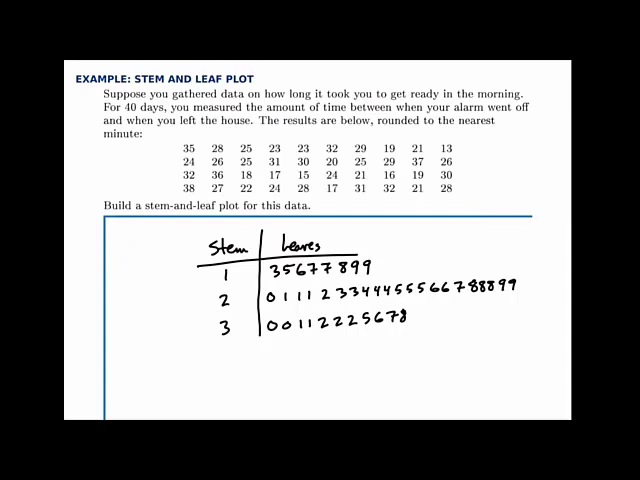 EXAMPLE: STEM AND LEAF PLOT
Suppose you gathered data on how long it took you to get ready in the morning.
For 40 days, you measured the amount of time between when your alarm went off
and when you left the house. The results are below, rounded to the nearest
minute:
35 28 25 23 23 32 29 19 21 13
24 26 25 31 30 20 25 29 37 26
32 36 18 17 15 24 21 16 19 30
38 27 22 24 28 17 31 32 21 28
Build a stem-and-leaf plot for this data.
Stem Leaves
1 3 5 6 7 7 8 9 9
2 0 1 1 1 2 3 3 4 4 4 5 5 5 6 6 7 8 8 8 9 9
3 0 0 1 1 2 2 2 5 6 7 8